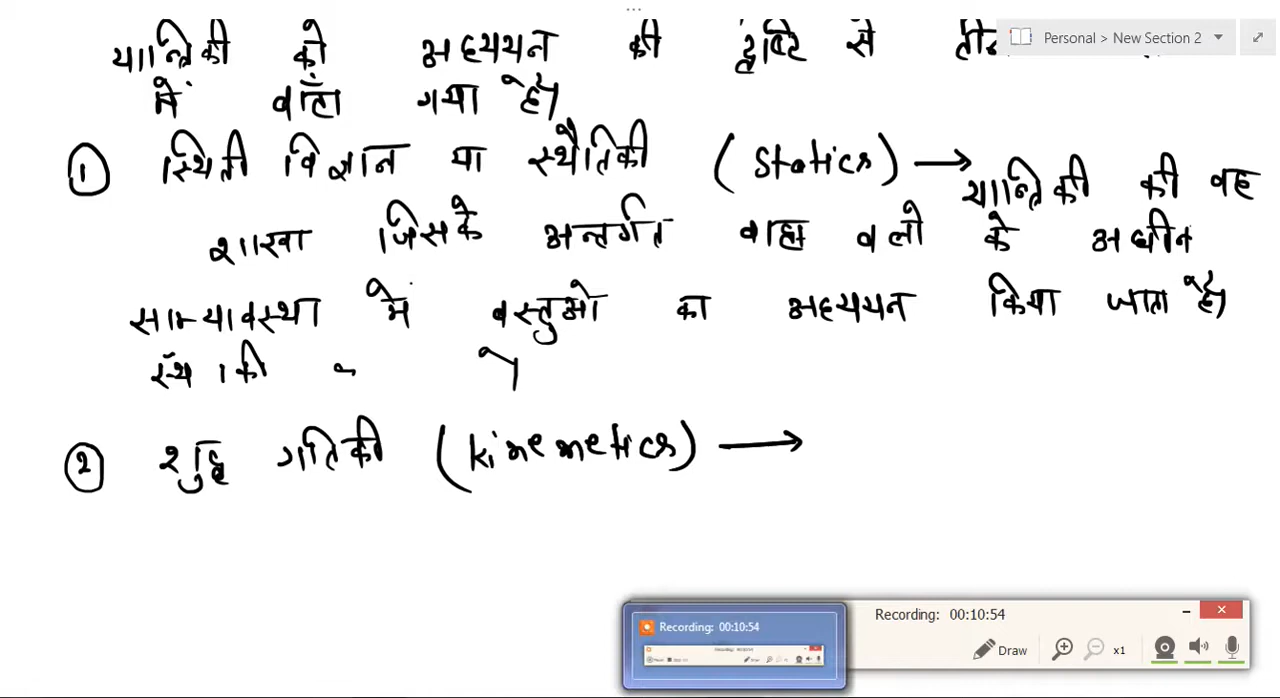 ...
यान्त्रिकी को अध्ययन की दृष्टि से
Personal > New Section 2
में बाँटा गया है।
① स्थिती विज्ञान या स्थैतिकी (Statics) →
यान्त्रिकी की वह
शाखा जिसके अन्तर्गत बाह्य बलो के अधीन
साम्यावस्था में वस्तुओ का अध्ययन किया जाता है।
② शुद्ध गतिकी (kinemetics) →
Recording: 00:10:54
Recording: 00:10:54
Draw x1